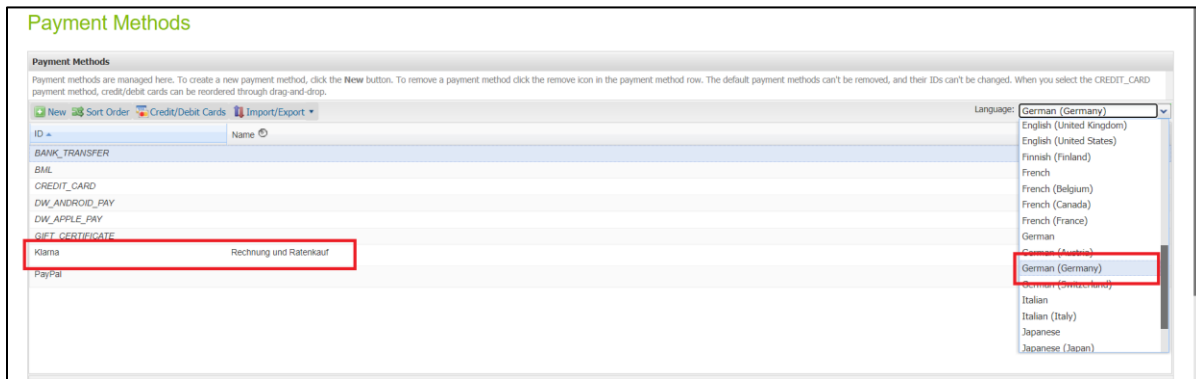 Payment Methods
Payment Methods
Payment methods are managed here. To create a new payment method, click the New button. To remove a payment method click the remove icon in the payment method row. The default payment methods can't be removed, and their IDs can't be changed. When you select the CREDIT_CARD
payment method, credit/debit cards can be reordered through drag-and-drop.
New Sort Order Credit/Debit Cards Import/Export Language: German (Germany)
ID Name
BANK_TRANSFER
BML
CREDIT_CARD
DW_ANDROID_PAY
DW_APPLE_PAY
GIFT_CERTIFICATE
Klarna Rechnung und Ratenkauf
PayPal
English (United Kingdom)
English (United States)
Finnish (Finland)
French
French (Belgium)
French (Canada)
French (France)
German
German (Austria)
German (Germany)
German (Switzerland)
Italian
Italian (Italy)
Japanese
Japanese (Japan)